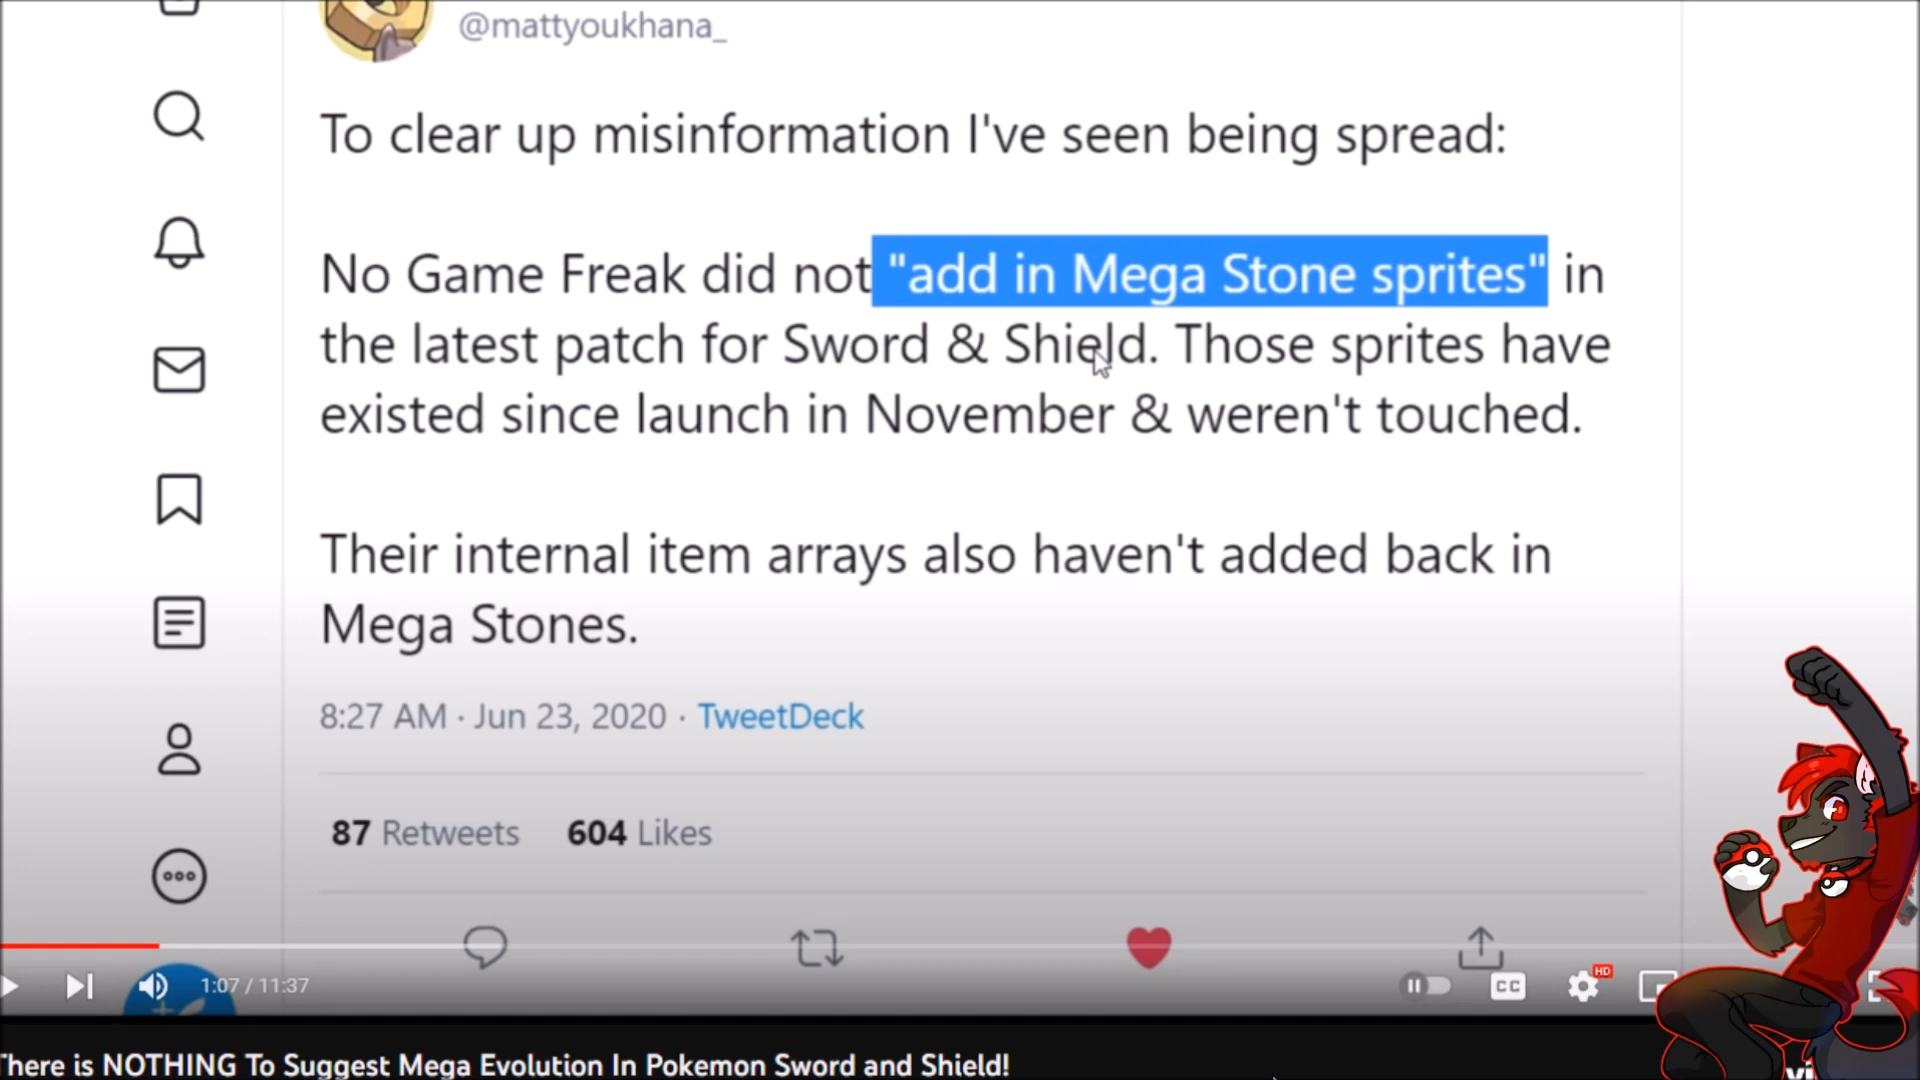 @mattyoukhana_
To clear up misinformation I've seen being spread:
No Game Freak did not "add in Mega Stone sprites" in
the latest patch for Sword & Shield. Those sprites have
existed since launch in November & weren't touched.
Their internal item arrays also haven't added back in
Mega Stones.
8:27 AM · Jun 23, 2020 · TweetDeck
87 Retweets 604 Likes
1:07 / 11:37
CC
HD
There is NOTHING To Suggest Mega Evolution In Pokemon Sword and Shield!